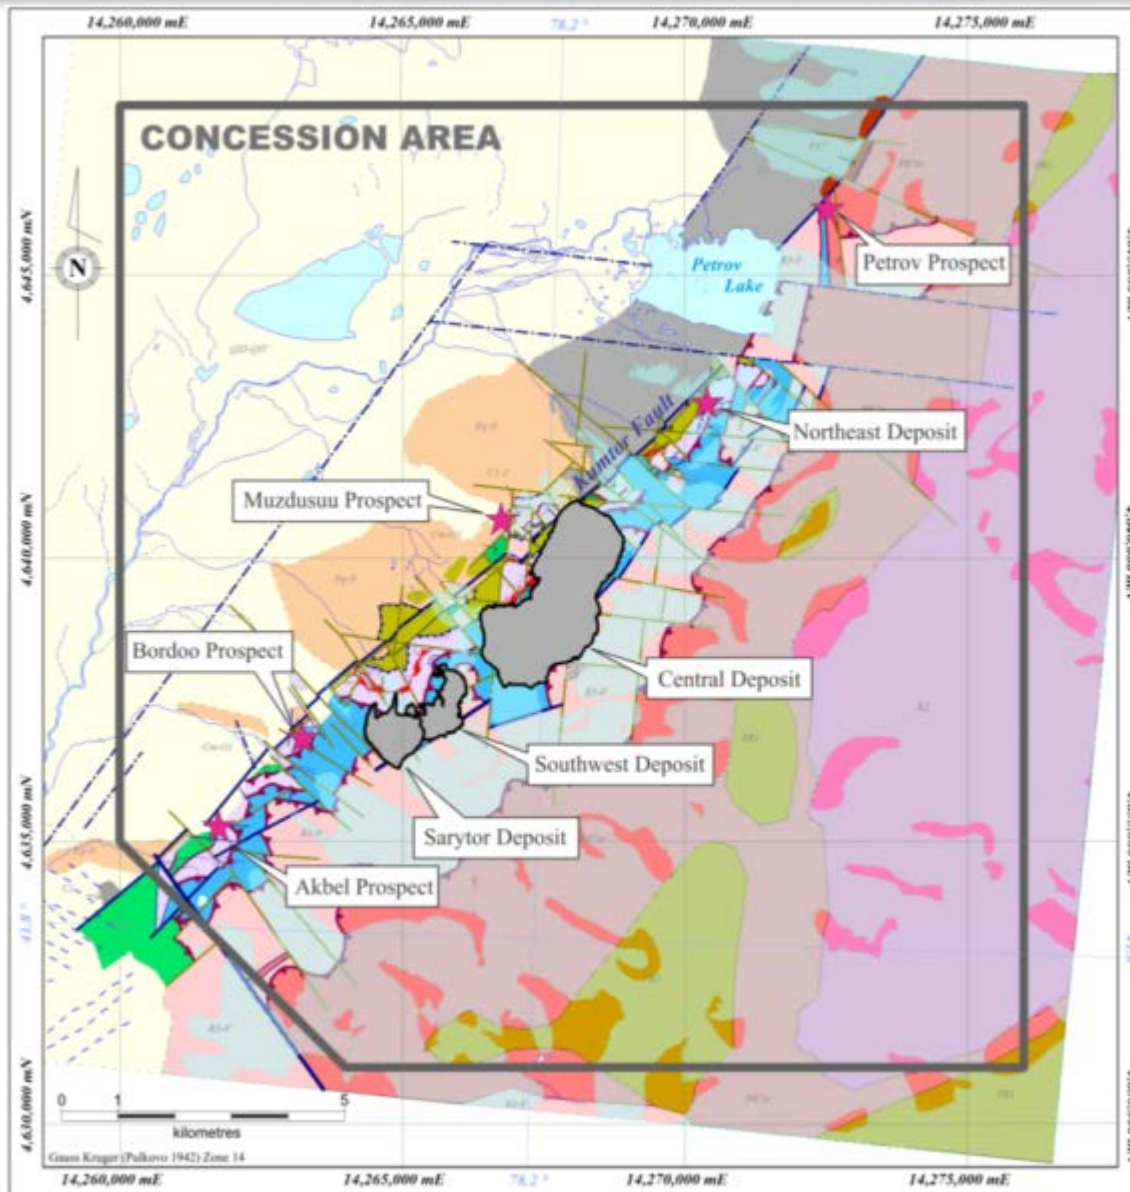 14,260,000 mE
14,265,000 mE
78.2 °
14,270,000 mE
14,275,000 mE
CONCESSION AREA
4,645,000 mN
N
Petrov
Lake
Petrov Prospect
Kumtor Fault
Northeast Deposit
Muzdusuu Prospect
4,640,000 mN
Bordoo Prospect
Central Deposit
Southwest Deposit
Sarytor Deposit
4,635,000 mN
Akbel Prospect
41.8 °
4,630,000 mN
0 1 5
kilometres
Gauss Kruger (Pulkovo 1942) Zone 14
14,260,000 mE
14,265,000 mE
78.2 °
14,270,000 mE
14,275,000 mE